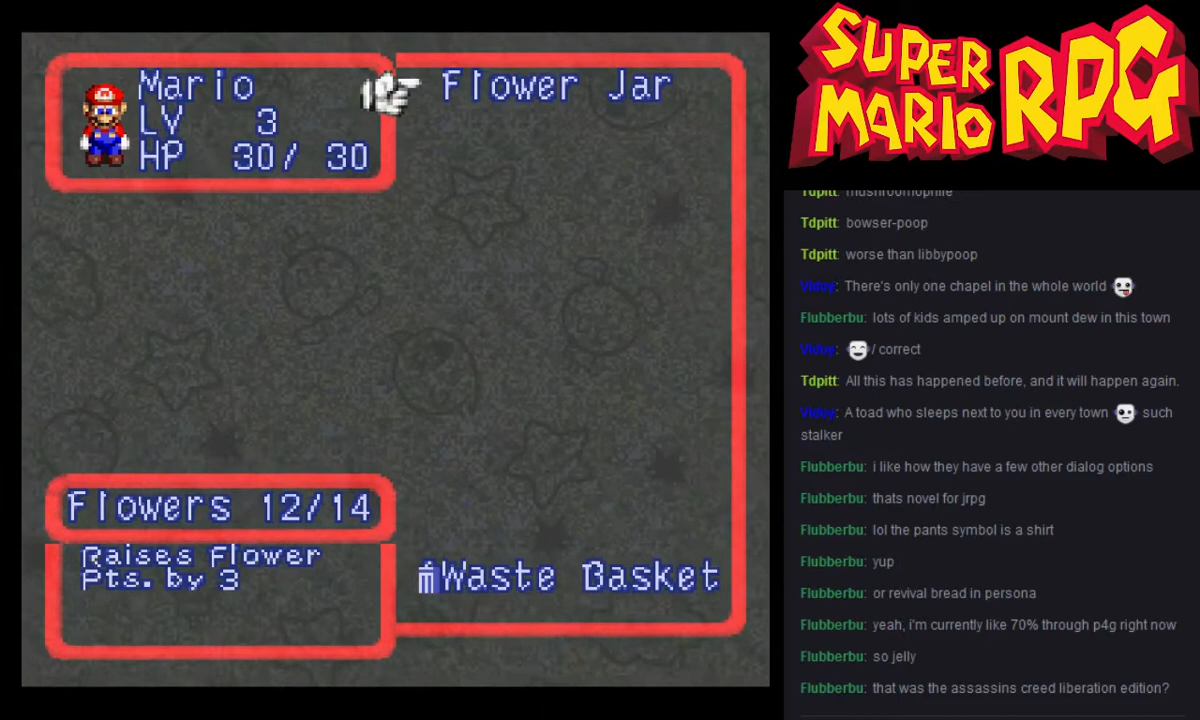 Mario
LV 3
HP 30/ 30
Flower Jar
Flowers 12/14
Raises Flower
Pts. by 3
Waste Basket
SUPER
MARIO RPG
Tdpitt: mushroomophile
Tdpitt: bowser-poop
Tdpitt: worse than libbypoop
There's only one chapel in the whole world
Flubberbu: lots of kids amped up on mount dew in this town
/ correct
Tdpitt: All this has happened before, and it will happen again.
A toad who sleeps next to you in every town such
stalker
Flubberbu: i like how they have a few other dialog options
Flubberbu: thats novel for jrpg
Flubberbu: lol the pants symbol is a shirt
Flubberbu: yup
Flubberbu: or revival bread in persona
Flubberbu: yeah, i'm currently like 70% through p4g right now
Flubberbu: so jelly
Flubberbu: that was the assassins creed liberation edition?